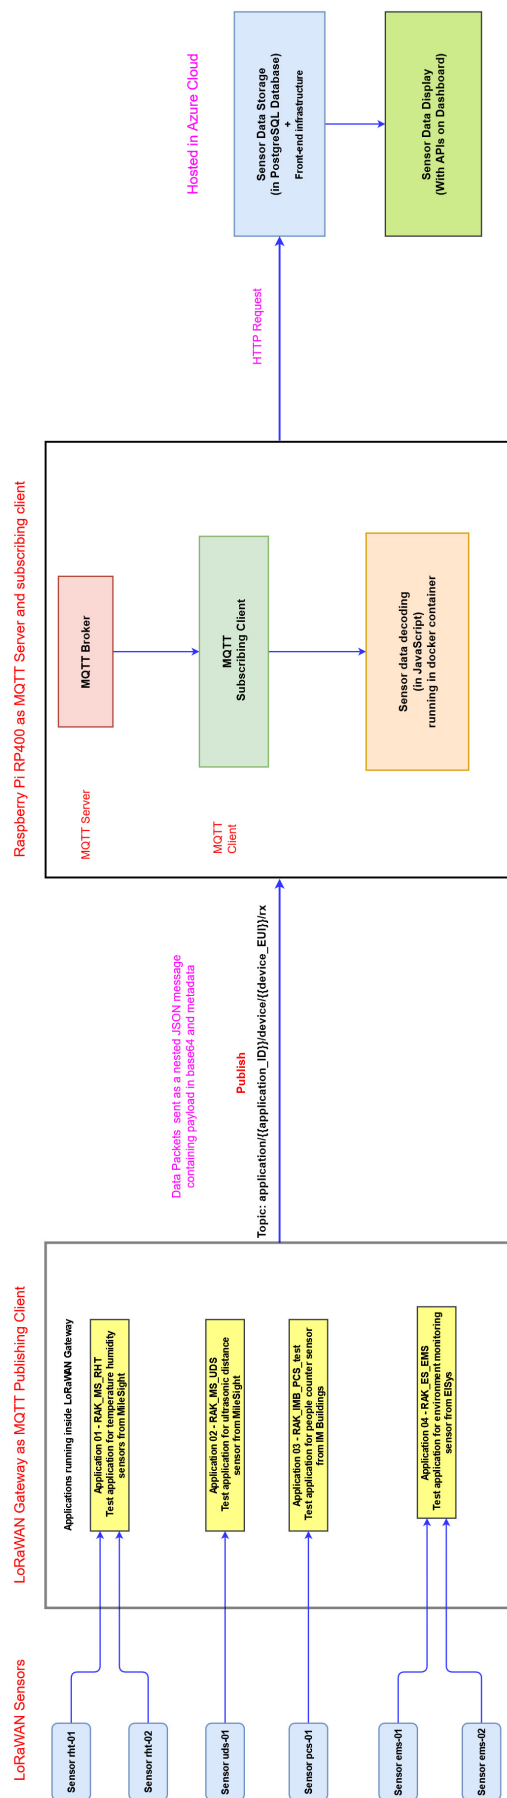 LoRaWAN Sensors
Sensor rht-01
Sensor rht-02
Sensor uds-01
Sensor pcs-01
Sensor ems-01
Sensor ems-02
LoRaWAN Gateway as MQTT Publishing Client
Applications running inside LoRaWAN Gateway
Application 01 - RAK_MS_RHT
Test application for temperature humidity
sensors from MileSight
Application 02 - RAK_MS_UDS
Test application for ultrasonic distance
sensor from MileSight
Application 03 - RAK_IMB_PCS_test
Test application for people counter sensor
from IM Buildings
Application 04 - RAK_ES_EMS
Test application for environment monitoring
sensor from ElSys
Data Packets sent as a nested JSON message
containing payload in base64 and metadata
Publish
Topic: application/{{application_ID}}/device/{{device_EUI}}/rx
Raspberry Pi RP400 as MQTT Server and subscribing client
MQTT Server
MQTT Broker
MQTT
Client
MQTT
Subscribing Client
Sensor data decoding
(in JavaScript)
running in docker container
HTTP Request
Hosted in Azure Cloud
Sensor Data Storage
(in PostgreSQL Database)
+
Front-end infrastructure
Sensor Data Display
(With APIs on Dashboard)